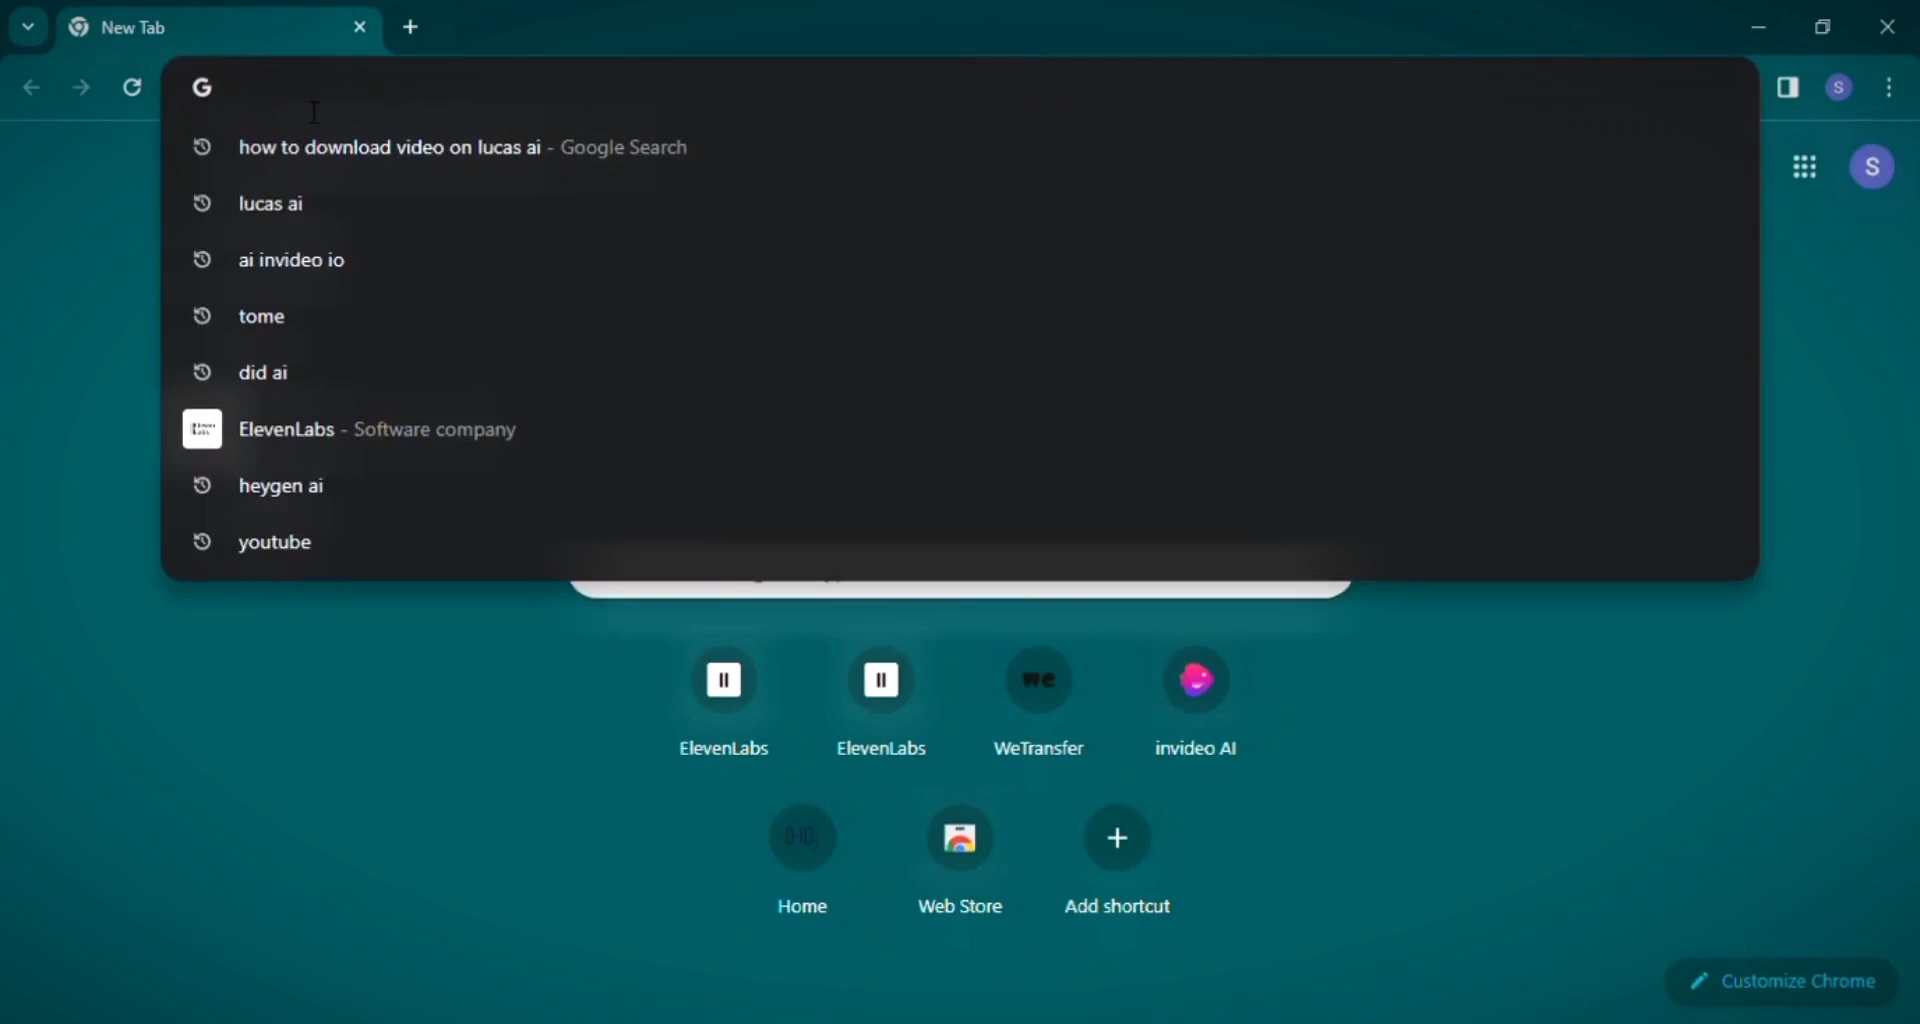 New Tab
S
how to download video on lucas ai - Google Search
S
lucas ai
ai invideo io
tome
did ai
ElevenLabs - Software company
heygen ai
youtube
we
ElevenLabs
ElevenLabs
WeTransfer
invideo AI
Home
Web Store
Add shortcut
Customize Chrome